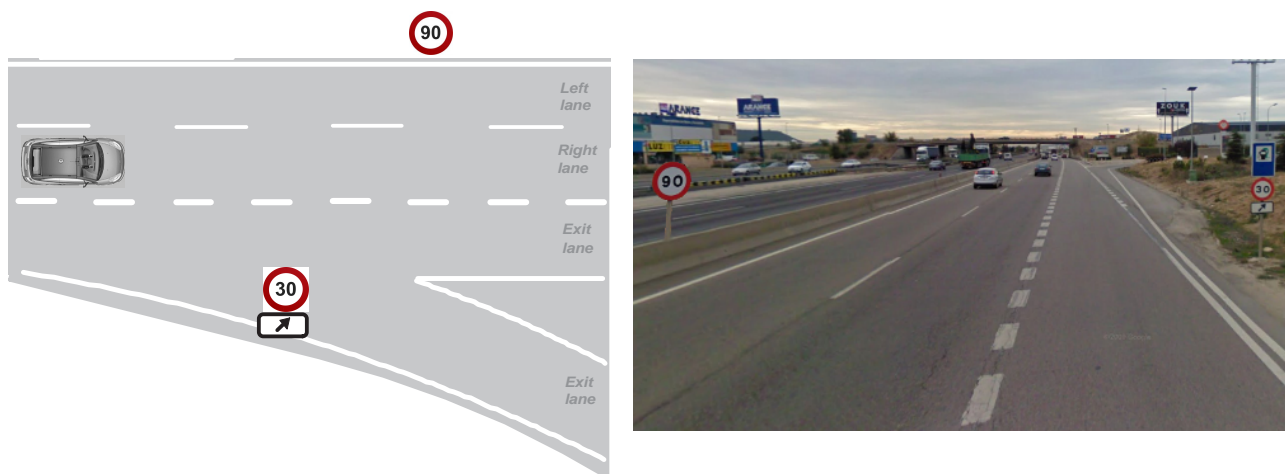 90
Left
lane
Right
lane
Exit
lane
30
Exit
lane
ARANCE
ARANCE
LUZ
ZOUK
90
30